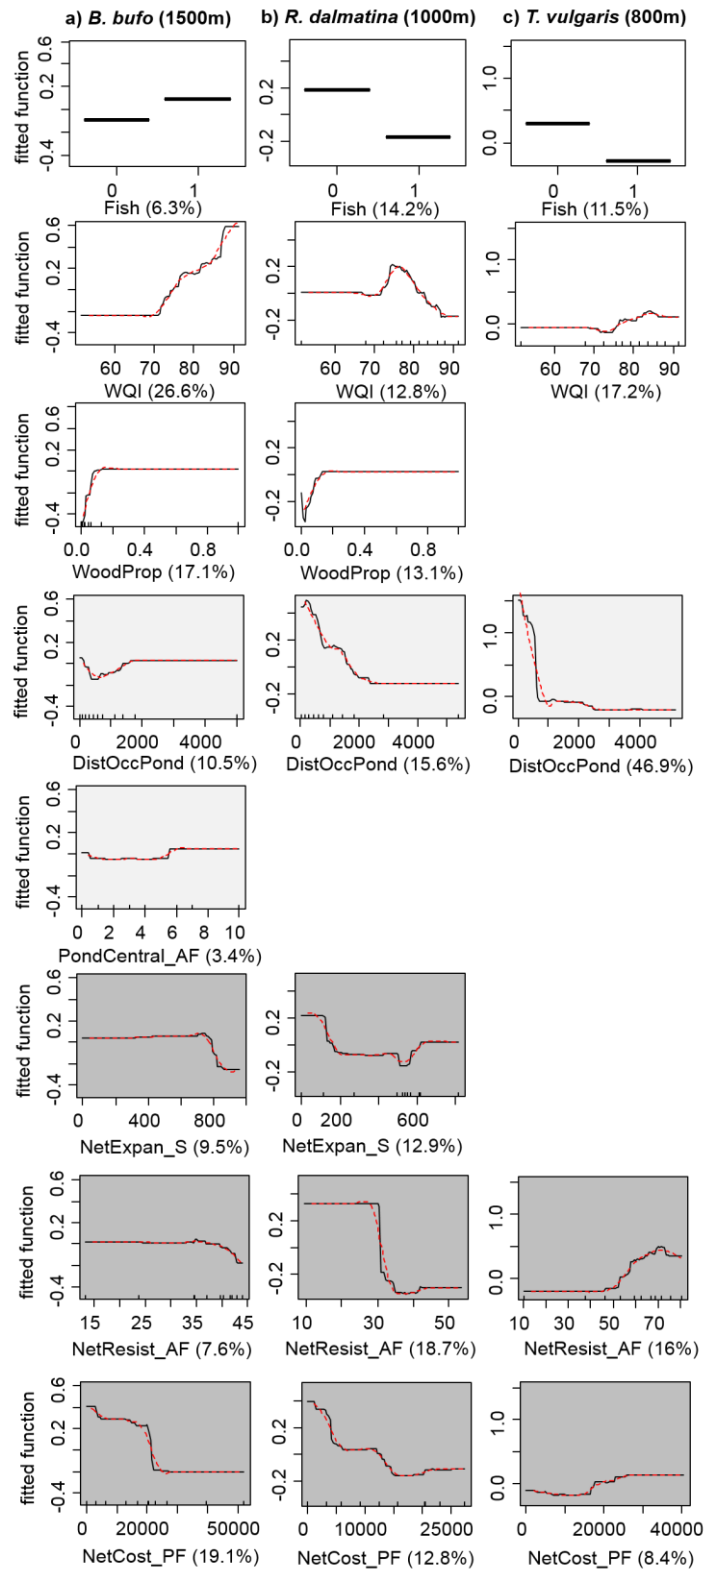 a) B. bufo (1500m) b) R. dalmatina (1000m) c) T. vulgaris (800m)
fitted function
-0.4 0.2 0.6
-0.2 0.2
0.0 1.0
0 1 0 1 0 1
Fish (6.3%) Fish (14.2%) Fish (11.5%)
fitted function
-0.4 0.2 0.6
-0.2 0.2
0.0 1.0
60 70 80 90 60 70 80 90 60 70 80 90
WQI (26.6%) WQI (12.8%) WQI (17.2%)
fitted function
-0.4 0.2 0.6
-0.2 0.2
0.0 0.4 0.8 0.0 0.4 0.8
WoodProp (17.1%) WoodProp (13.1%)
fitted function
-0.4 0.2 0.6
-0.2 0.2
0.0 1.0
0 2000 4000 0 2000 4000 0 2000 4000
DistOccPond (10.5%) DistOccPond (15.6%) DistOccPond (46.9%)
fitted function
-0.4 0.2 0.6
0 2 4 6 8 10
PondCentral_AF (3.4%)
fitted function
-0.4 0.2 0.6
-0.2 0.2
0 400 800 0 200 600
NetExpan_S (9.5%) NetExpan_S (12.9%)
fitted function
-0.4 0.2 0.6
-0.2 0.2
0.0 1.0
15 25 35 45 10 30 50 10 30 50 70
NetResist_AF (7.6%) NetResist_AF (18.7%) NetResist_AF (16%)
fitted function
-0.4 0.2 0.6
-0.2 0.2
0.0 1.0
0 20000 50000 0 10000 25000 0 20000 40000
NetCost_PF (19.1%) NetCost_PF (12.8%) NetCost_PF (8.4%)